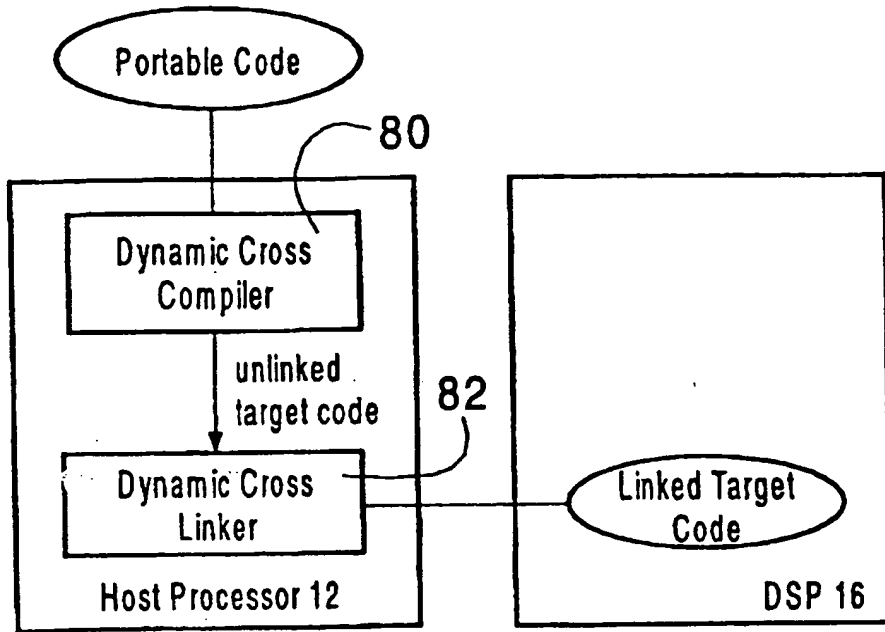 Portable Code
80
Dynamic Cross
Compiler
unlinked
target code
82
Dynamic Cross
Linker
Linked Target
Code
Host Processor 12
DSP 16